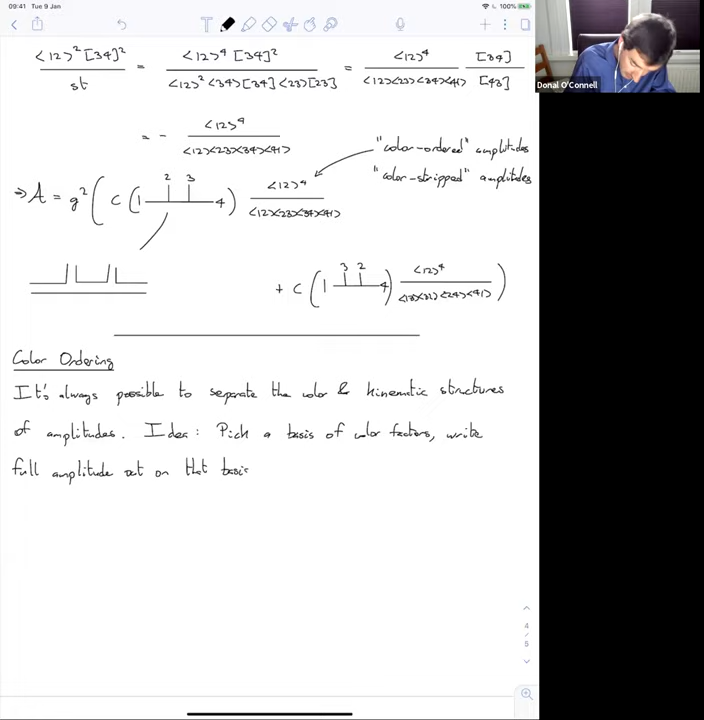 09:41 Tue 9 Jan
100%
<12>² [34]² / st = <12>⁴ [34]² / <12>² <34>[34] <23>[23] = <12>⁴ / <12><23><34><41> [34] / [43]
= - <12>⁴ / <12><23><34><41>
"color-ordered" amplitudes
"color-stripped" amplitudes
⇒ A = g² ( C ( 1 2 3 4 ) <12>⁴ / <12><23><34><41>
+ C ( 1 3 2 4 ) <12>⁴ / <13><32><24><41> )
Color Ordering
It's always possible to separate the color & kinematic structures
of amplitudes. Idea: Pick a basis of color factors, write
full amplitude out on that basis
4 / 5
Donal O'Connell